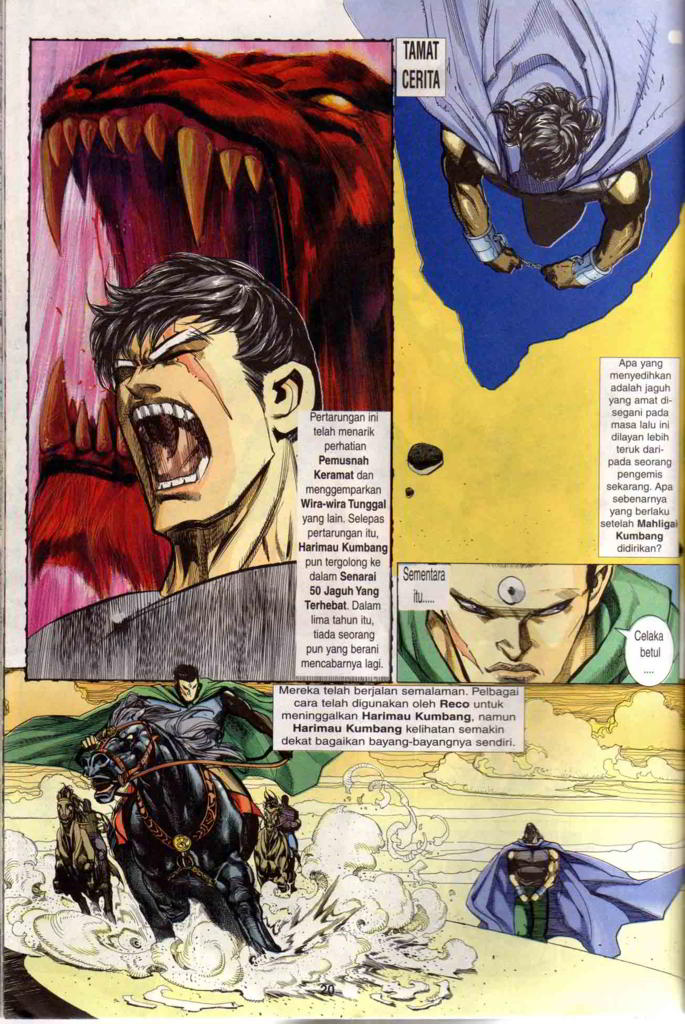 TAMAT
CERITA
Pertarungan ini
telah menarik
perhatian
Pemusnah
Keramat dan
menggemparkan
Wira-wira Tunggal
yang lain. Selepas
pertarungan itu,
Harimau Kumbang
pun tergolong ke
dalam Senarai
50 Jaguh Yang
Terhebat. Dalam
lima tahun itu,
tiada seorang
pun yang berani
mencabarnya lagi.
Apa yang
menyedihkan
adalah jaguh
yang amat di-
segani pada
masa lalu ini
dilayan lebih
teruk dari-
pada seorang
pengemis
sekarang. Apa
sebenarnya
yang berlaku
setelah Mahligai
Kumbang
didirikan?
Sementara
itu.....
Celaka
betul
....
Mereka telah berjalan semalaman. Pelbagai
cara telah digunakan oleh Reco untuk
meninggalkan Harimau Kumbang, namun
Harimau Kumbang kelihatan semakin
dekat bagaikan bayang-bayangnya sendiri.
20